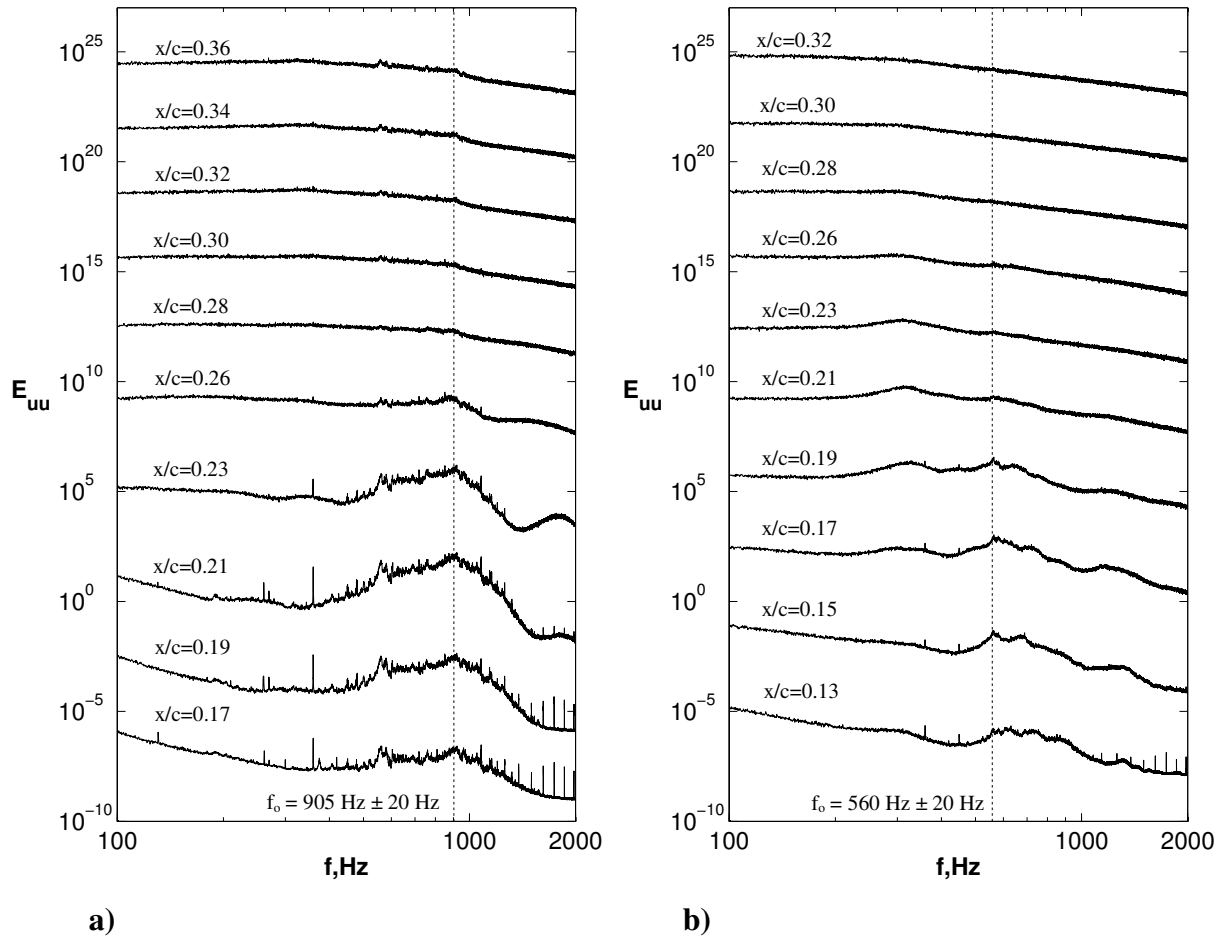 10^25
x/c=0.36
x/c=0.34
10^20
x/c=0.32
x/c=0.30
10^15
x/c=0.28
10^10
x/c=0.26
E_uu
x/c=0.23
10^5
x/c=0.21
10^0
x/c=0.19
10^−5
x/c=0.17
f_o = 905 Hz ± 20 Hz
10^−10
100
1000
2000
f,Hz
a)
10^25
x/c=0.32
x/c=0.30
10^20
x/c=0.28
x/c=0.26
10^15
x/c=0.23
10^10
x/c=0.21
E_uu
x/c=0.19
10^5
x/c=0.17
10^0
x/c=0.15
x/c=0.13
10^−5
f_o = 560 Hz ± 20 Hz
10^−10
100
1000
2000
f,Hz
b)